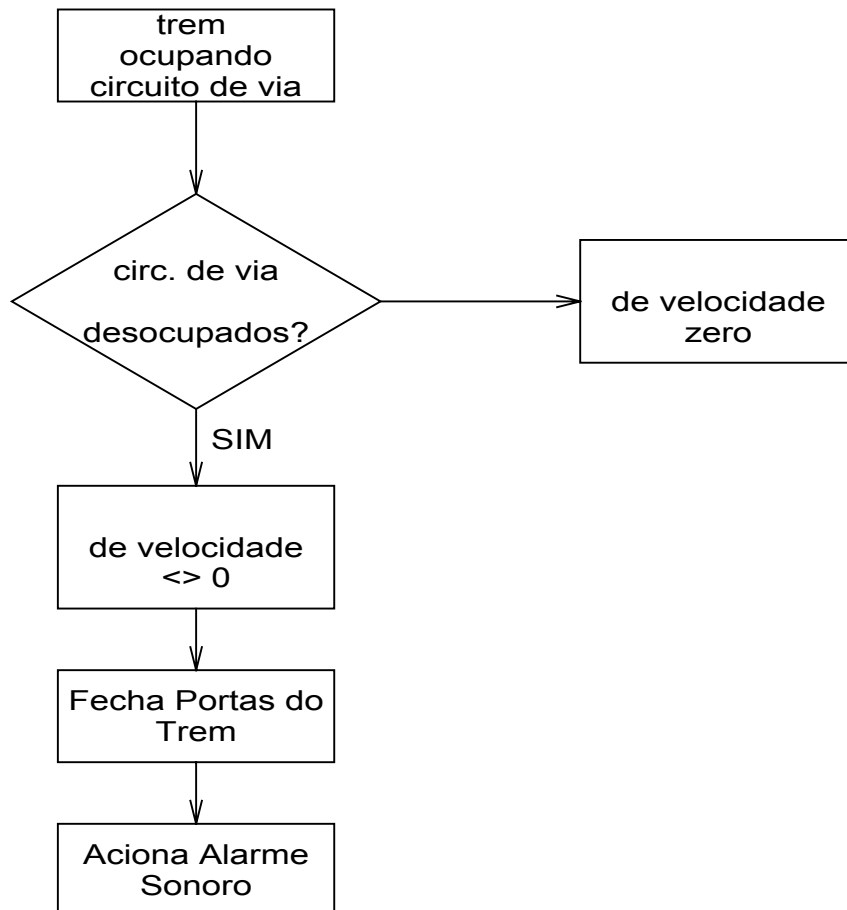 trem
ocupando
circuito de via
circ. de via
desocupados?
de velocidade
zero
SIM
de velocidade
<> 0
Fecha Portas do
Trem
Aciona Alarme
Sonoro